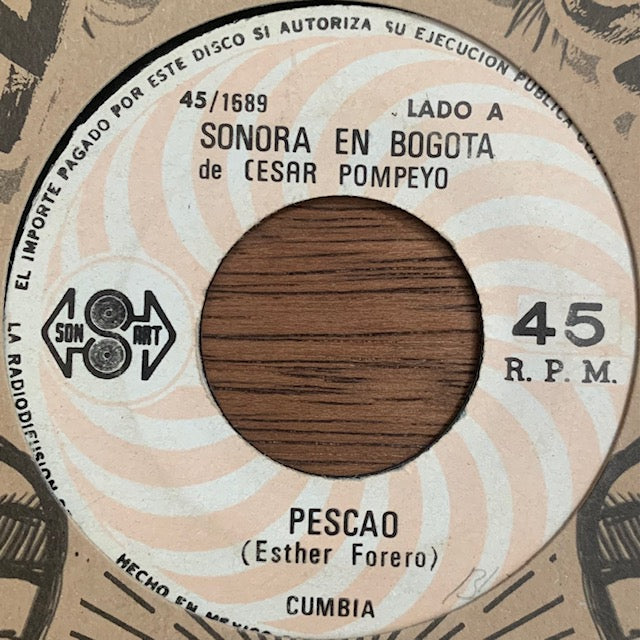 EL IMPORTE PAGADO POR ESTE DISCO SI AUTORIZA SU EJECUCION PUBLICA
LA RADIODIFUSION
45/1689 LADO A
SONORA EN BOGOTA
de CESAR POMPEYO
SON ART
45
R. P. M.
PESCAO
(Esther Forero)
CUMBIA
HECHO EN MEXICO